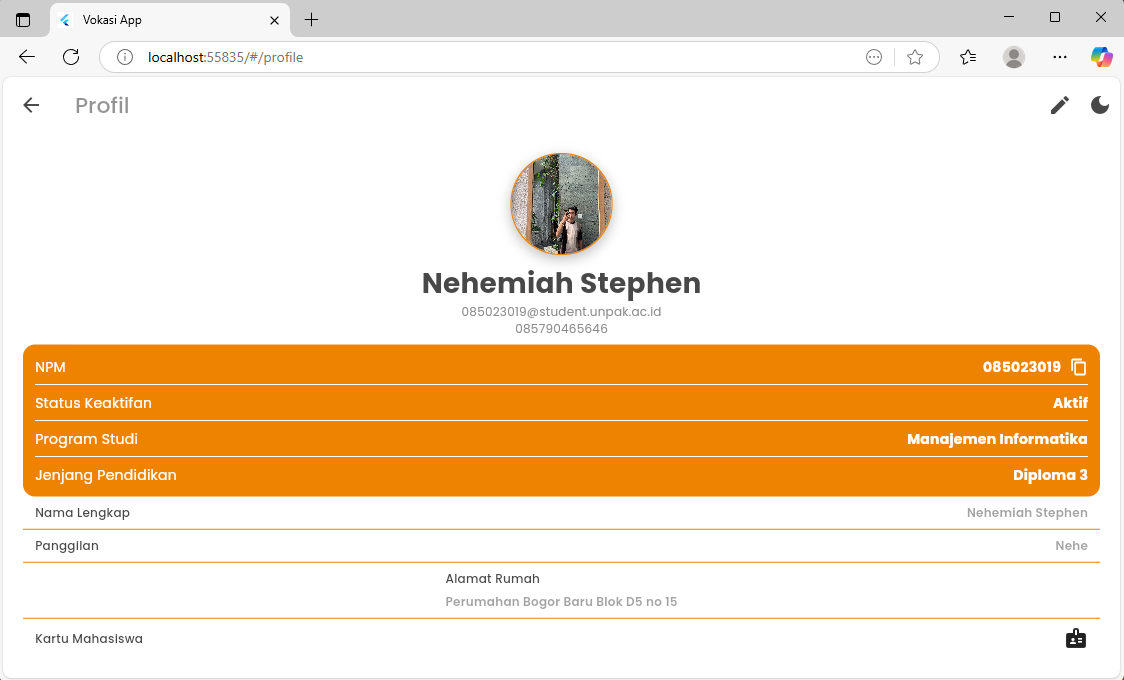 Vokasi App
localhost:55835/#/profile
Profil
Nehemiah Stephen
085023019@student.unpak.ac.id
085790465646
NPM 085023019
Status Keaktifan Aktif
Program Studi Manajemen Informatika
Jenjang Pendidikan Diploma 3
Nama Lengkap Nehemiah Stephen
Panggilan Nehe
Alamat Rumah
Perumahan Bogor Baru Blok D5 no 15
Kartu Mahasiswa